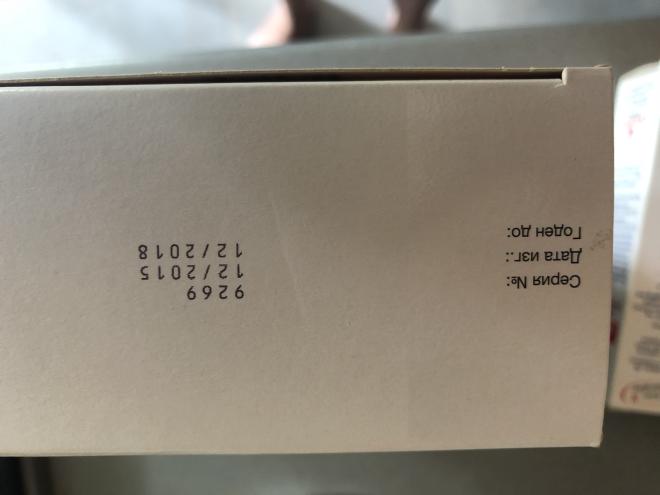 Серия №: 9269
Дата изг.: 12/2015
Годен до: 12/2018